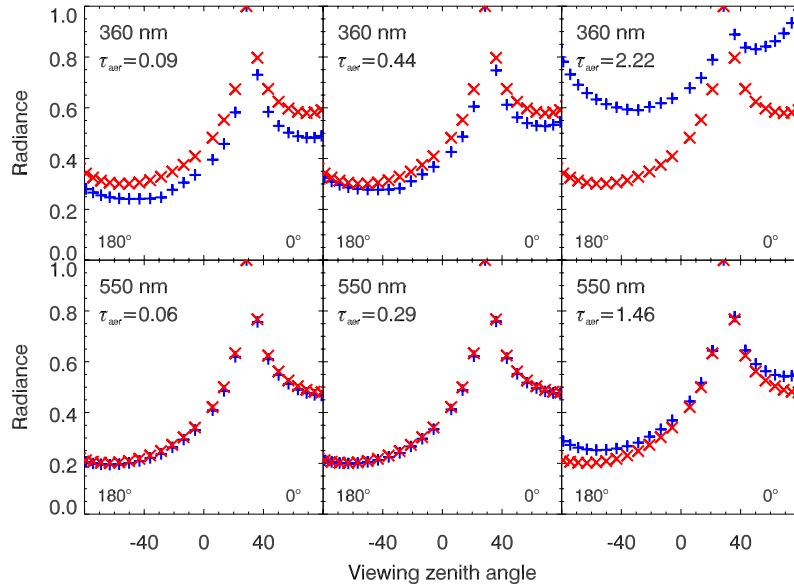 1.0
0.8
0.6
0.4
0.2
0.0
Radiance
360 nm
τaer=0.09
180°
0°
360 nm
τaer=0.44
180°
0°
360 nm
τaer=2.22
180°
0°
1.0
0.8
0.6
0.4
0.2
0.0
Radiance
550 nm
τaer=0.06
180°
0°
550 nm
τaer=0.29
180°
0°
550 nm
τaer=1.46
180°
0°
-40 0 40 -40 0 40 -40 0 40
Viewing zenith angle